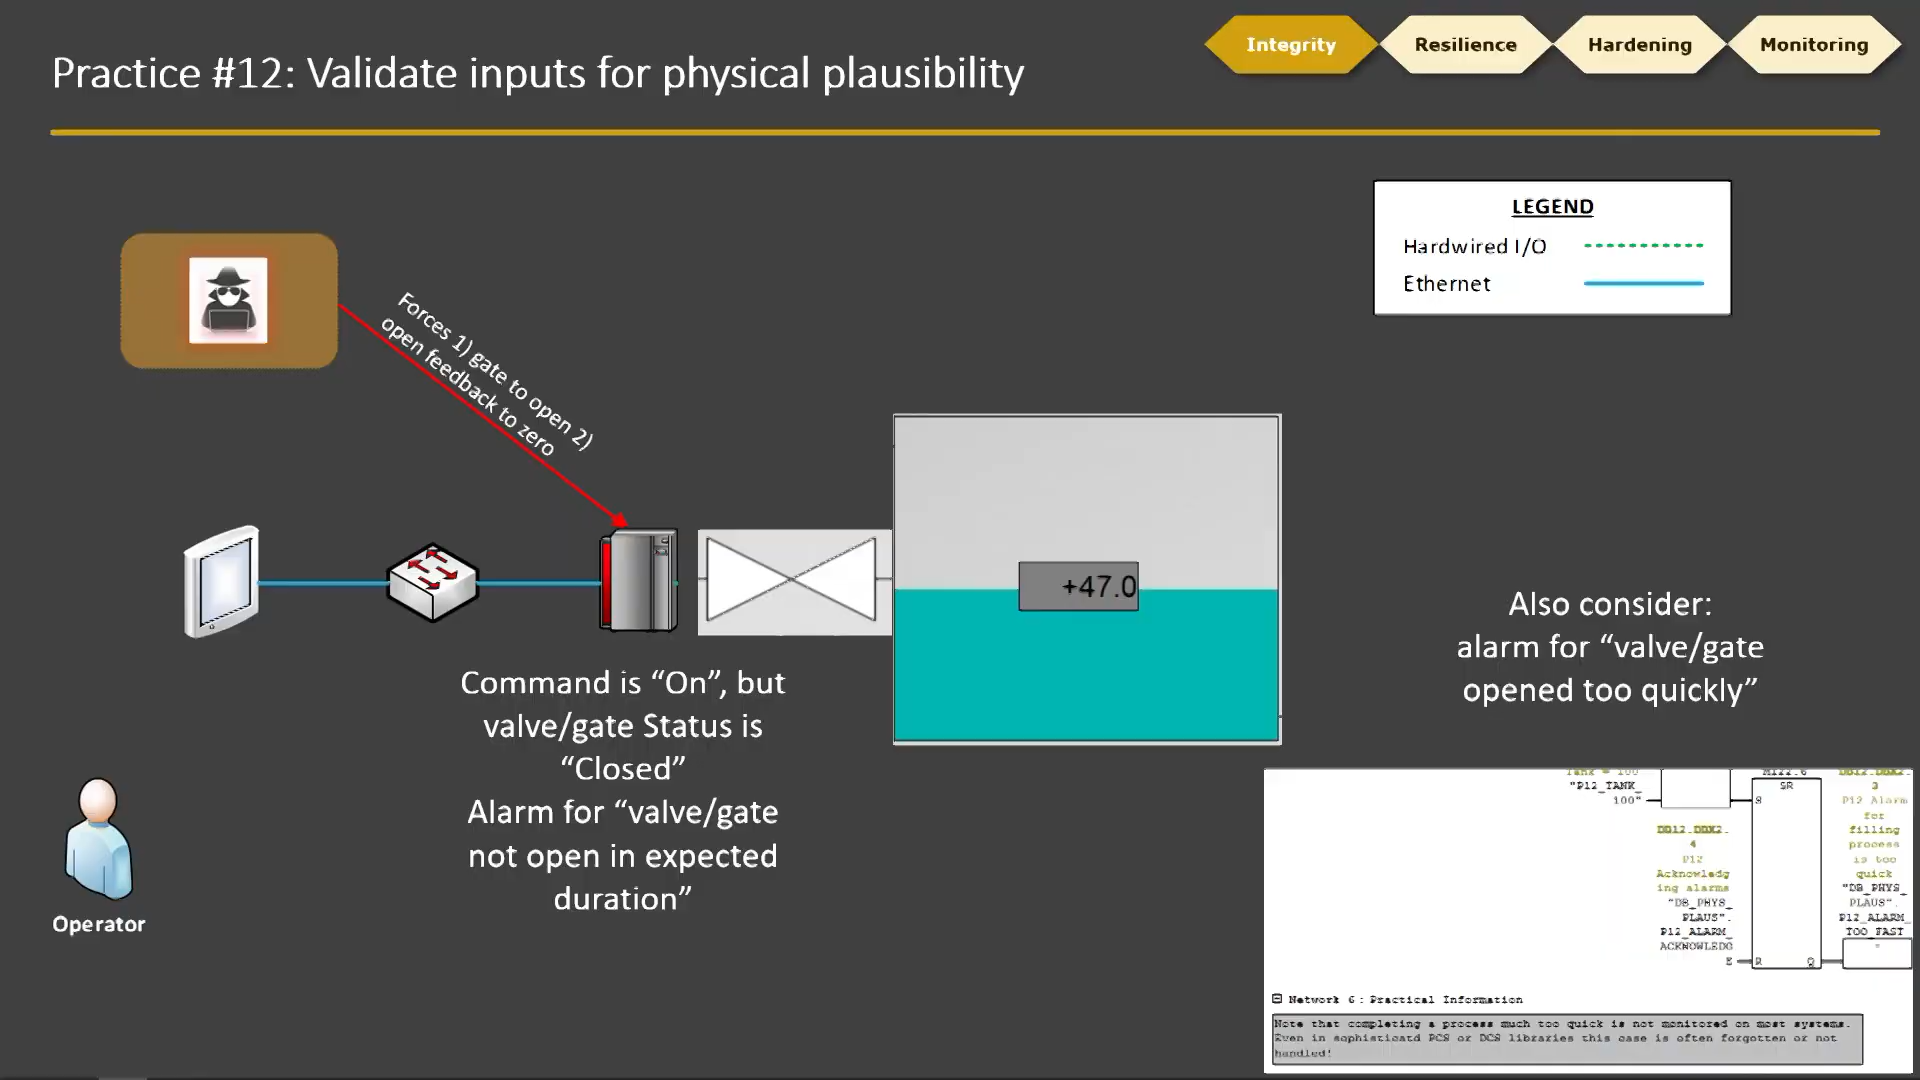 Practice #12: Validate inputs for physical plausibility
Integrity
Resilience
Hardening
Monitoring
LEGEND
Hardwired I/O
Ethernet
Forces 1) gate to open 2)
open feedback to zero
+47.0
Command is “On”, but
valve/gate Status is
“Closed”
Alarm for “valve/gate
not open in expected
duration”
Also consider:
alarm for “valve/gate
opened too quickly”
Operator
"P12_TANK_
100"
SR
S
3
P12 Alarm
for
filling
process
is too
quick
"DB_PHYS_
PLAUS".
P12_ALARM_
TOO_FAST
"
DB12.DBX2.
4
P12
Acknowledg
ing alarms
"DB_PHYS_
PLAUS".
P12_ALARM_
ACKNOWLEDG
E
R
Q
Network 6: Practical Information
Note that completing a process much too quick is not monitored on most systems.
Even in sophisticatd PCS or DCS libraries this case is often forgotten or not
handled!